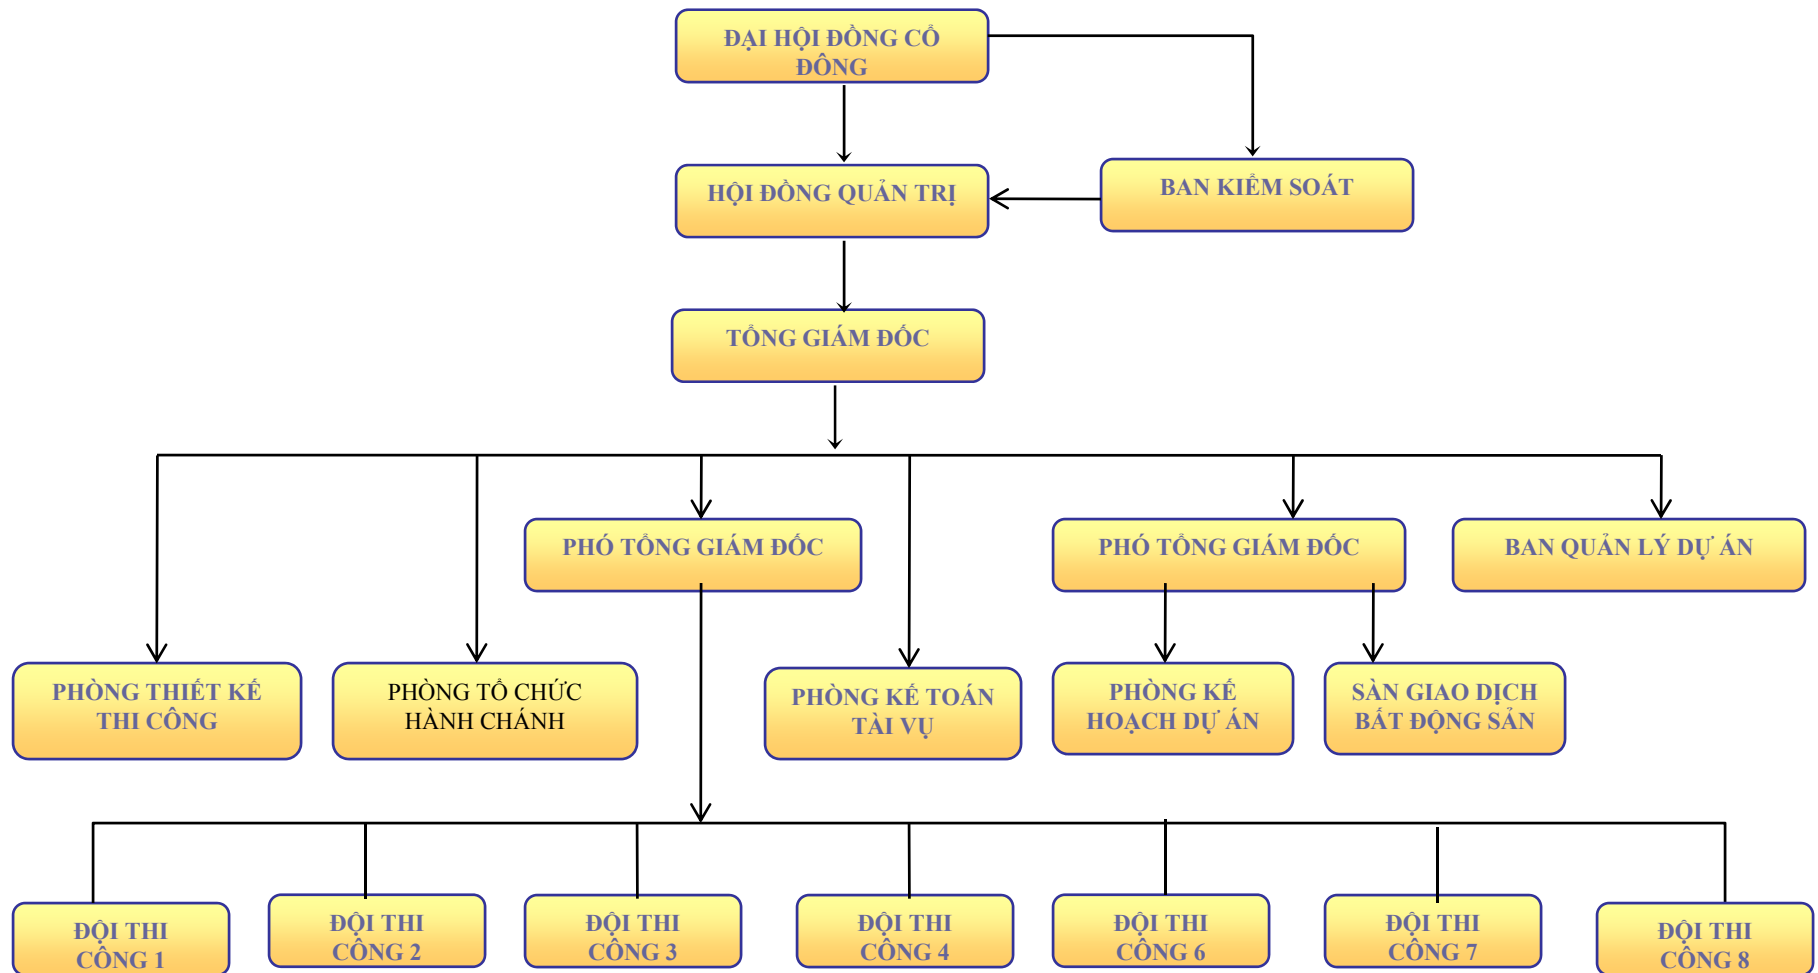 ĐẠI HỘI ĐỒNG CỔ
ĐÔNG
HỘI ĐỒNG QUẢN TRỊ
BAN KIỂM SOÁT
TỔNG GIÁM ĐỐC
PHÓ TỔNG GIÁM ĐỐC
PHÓ TỔNG GIÁM ĐỐC
BAN QUẢN LÝ DỰ ÁN
PHÒNG THIẾT KẾ
THI CÔNG
PHÒNG TỔ CHỨC
HÀNH CHÁNH
PHÒNG KẾ TOÁN
TÀI VỤ
PHÒNG KẾ
HOẠCH DỰ ÁN
SÀN GIAO DỊCH
BẤT ĐỘNG SẢN
ĐỘI THI
CÔNG 1
ĐỘI THI
CÔNG 2
ĐỘI THI
CÔNG 3
ĐỘI THI
CÔNG 4
ĐỘI THI
CÔNG 6
ĐỘI THI
CÔNG 7
ĐỘI THI
CÔNG 8